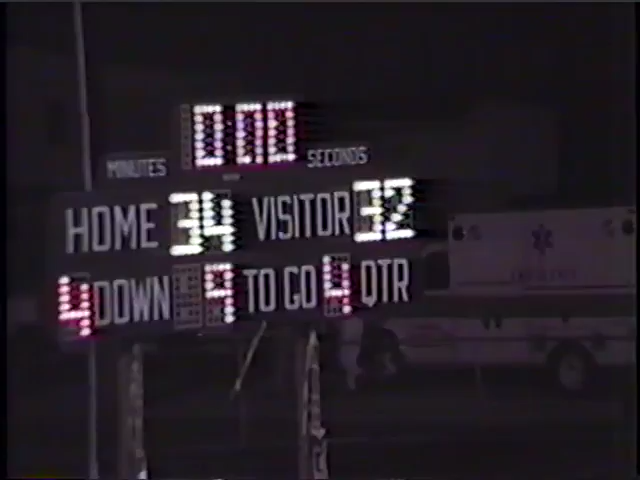 0:00
MINUTES SECONDS
HOME 34 VISITOR 32
4 DOWN 9 TO GO 4 QTR